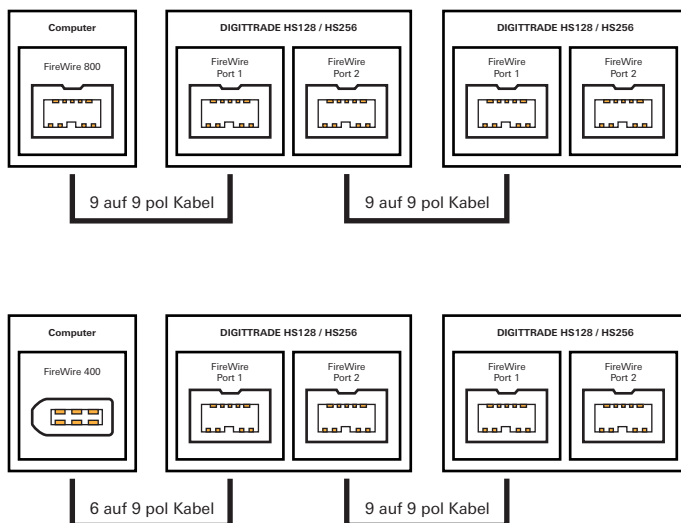 Computer
DIGITTRADE HS128 / HS256
DIGITTRADE HS128 / HS256
FireWire 800
FireWire
Port 1
FireWire
Port 2
FireWire
Port 1
FireWire
Port 2
9 auf 9 pol Kabel
9 auf 9 pol Kabel
Computer
DIGITTRADE HS128 / HS256
DIGITTRADE HS128 / HS256
FireWire 400
FireWire
Port 1
FireWire
Port 2
FireWire
Port 1
FireWire
Port 2
6 auf 9 pol Kabel
9 auf 9 pol Kabel